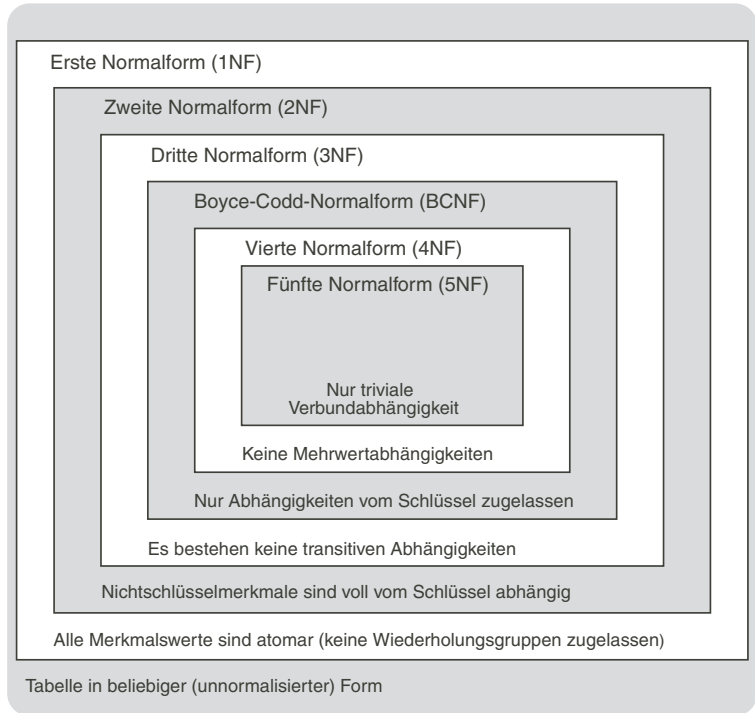 Erste Normalform (1NF)
Zweite Normalform (2NF)
Dritte Normalform (3NF)
Boyce-Codd-Normalform (BCNF)
Vierte Normalform (4NF)
Fünfte Normalform (5NF)
Nur triviale
Verbundabhängigkeit
Keine Mehrwertabhängigkeiten
Nur Abhängigkeiten vom Schlüssel zugelassen
Es bestehen keine transitiven Abhängigkeiten
Nichtschlüsselmerkmale sind voll vom Schlüssel abhängig
Alle Merkmalswerte sind atomar (keine Wiederholungsgruppen zugelassen)
Tabelle in beliebiger (unnormalisierter) Form